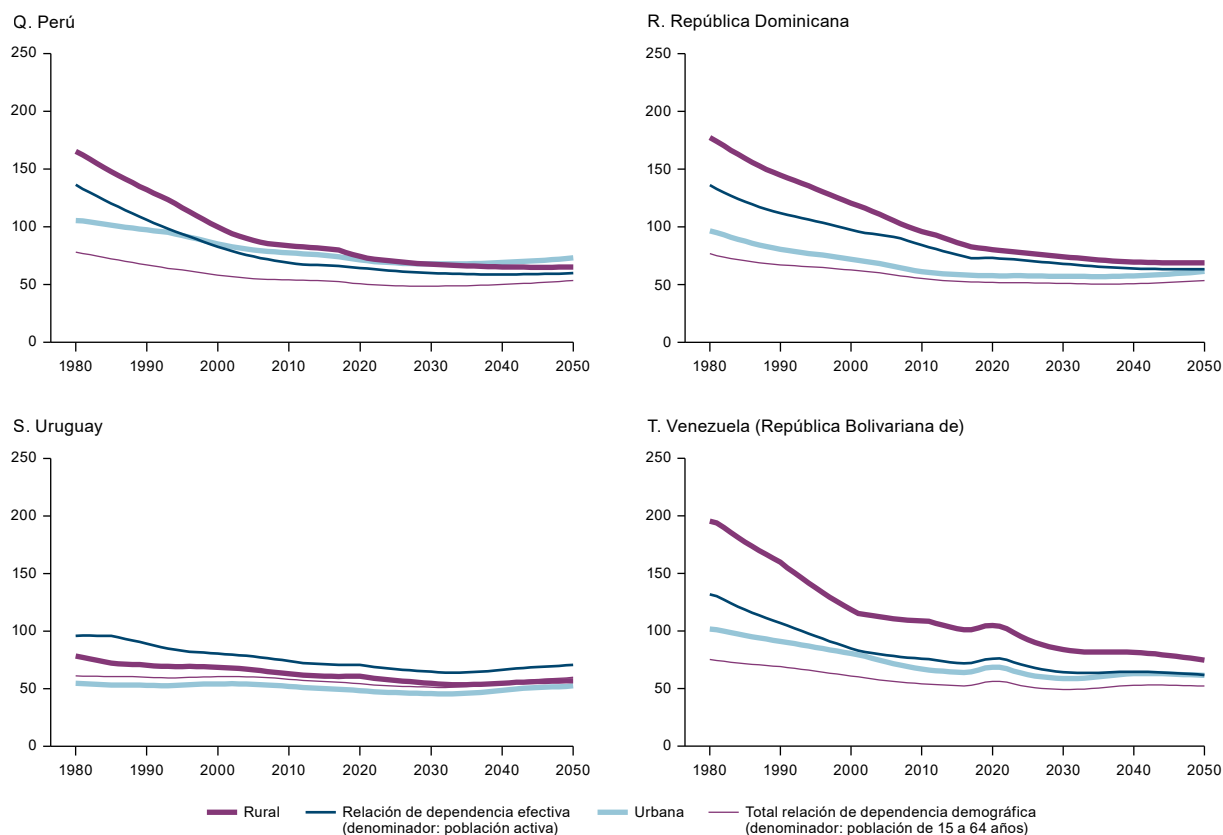 Q. Perú
250
200
150
100
50
0
1980 1990 2000 2010 2020 2030 2040 2050
R. República Dominicana
250
200
150
100
50
0
1980 1990 2000 2010 2020 2030 2040 2050
S. Uruguay
250
200
150
100
50
0
1980 1990 2000 2010 2020 2030 2040 2050
T. Venezuela (República Bolivariana de)
250
200
150
100
50
0
1980 1990 2000 2010 2020 2030 2040 2050
Rural
Relación de dependencia efectiva
(denominador: población activa)
Urbana
Total relación de dependencia demográfica
(denominador: población de 15 a 64 años)